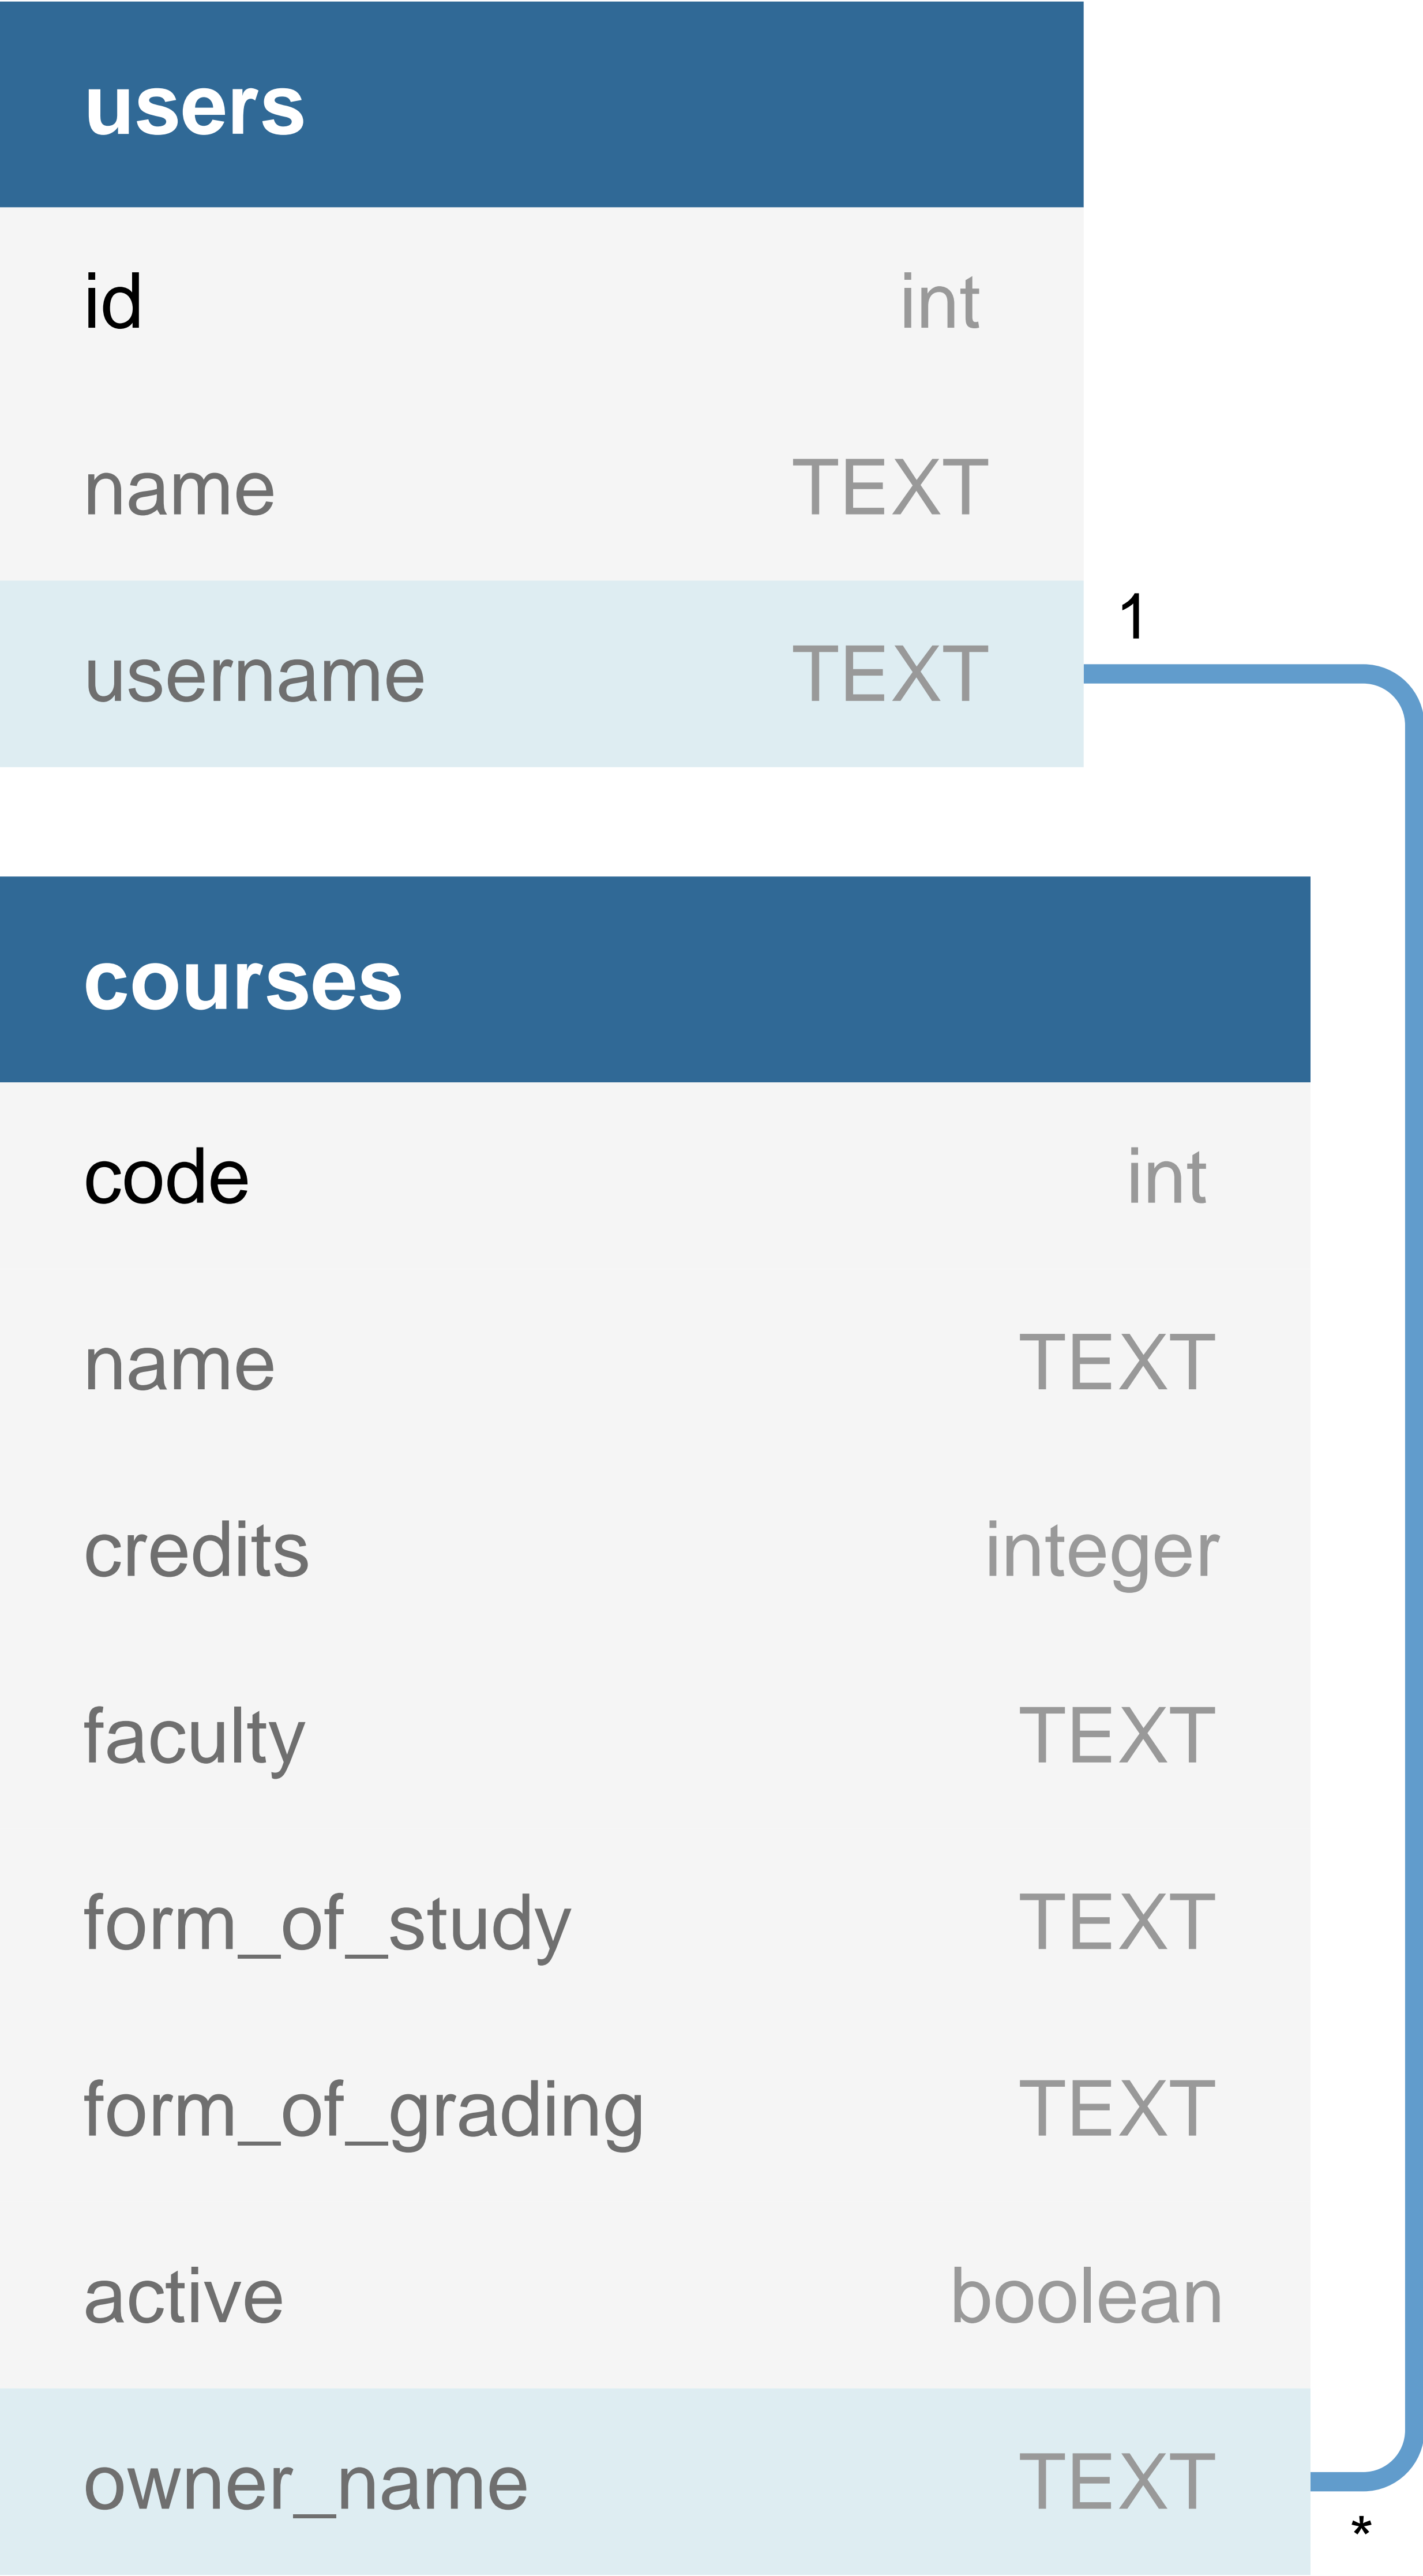 users
id int
name TEXT
username TEXT
1
courses
code int
name TEXT
credits integer
faculty TEXT
form_of_study TEXT
form_of_grading TEXT
active boolean
owner_name TEXT
*